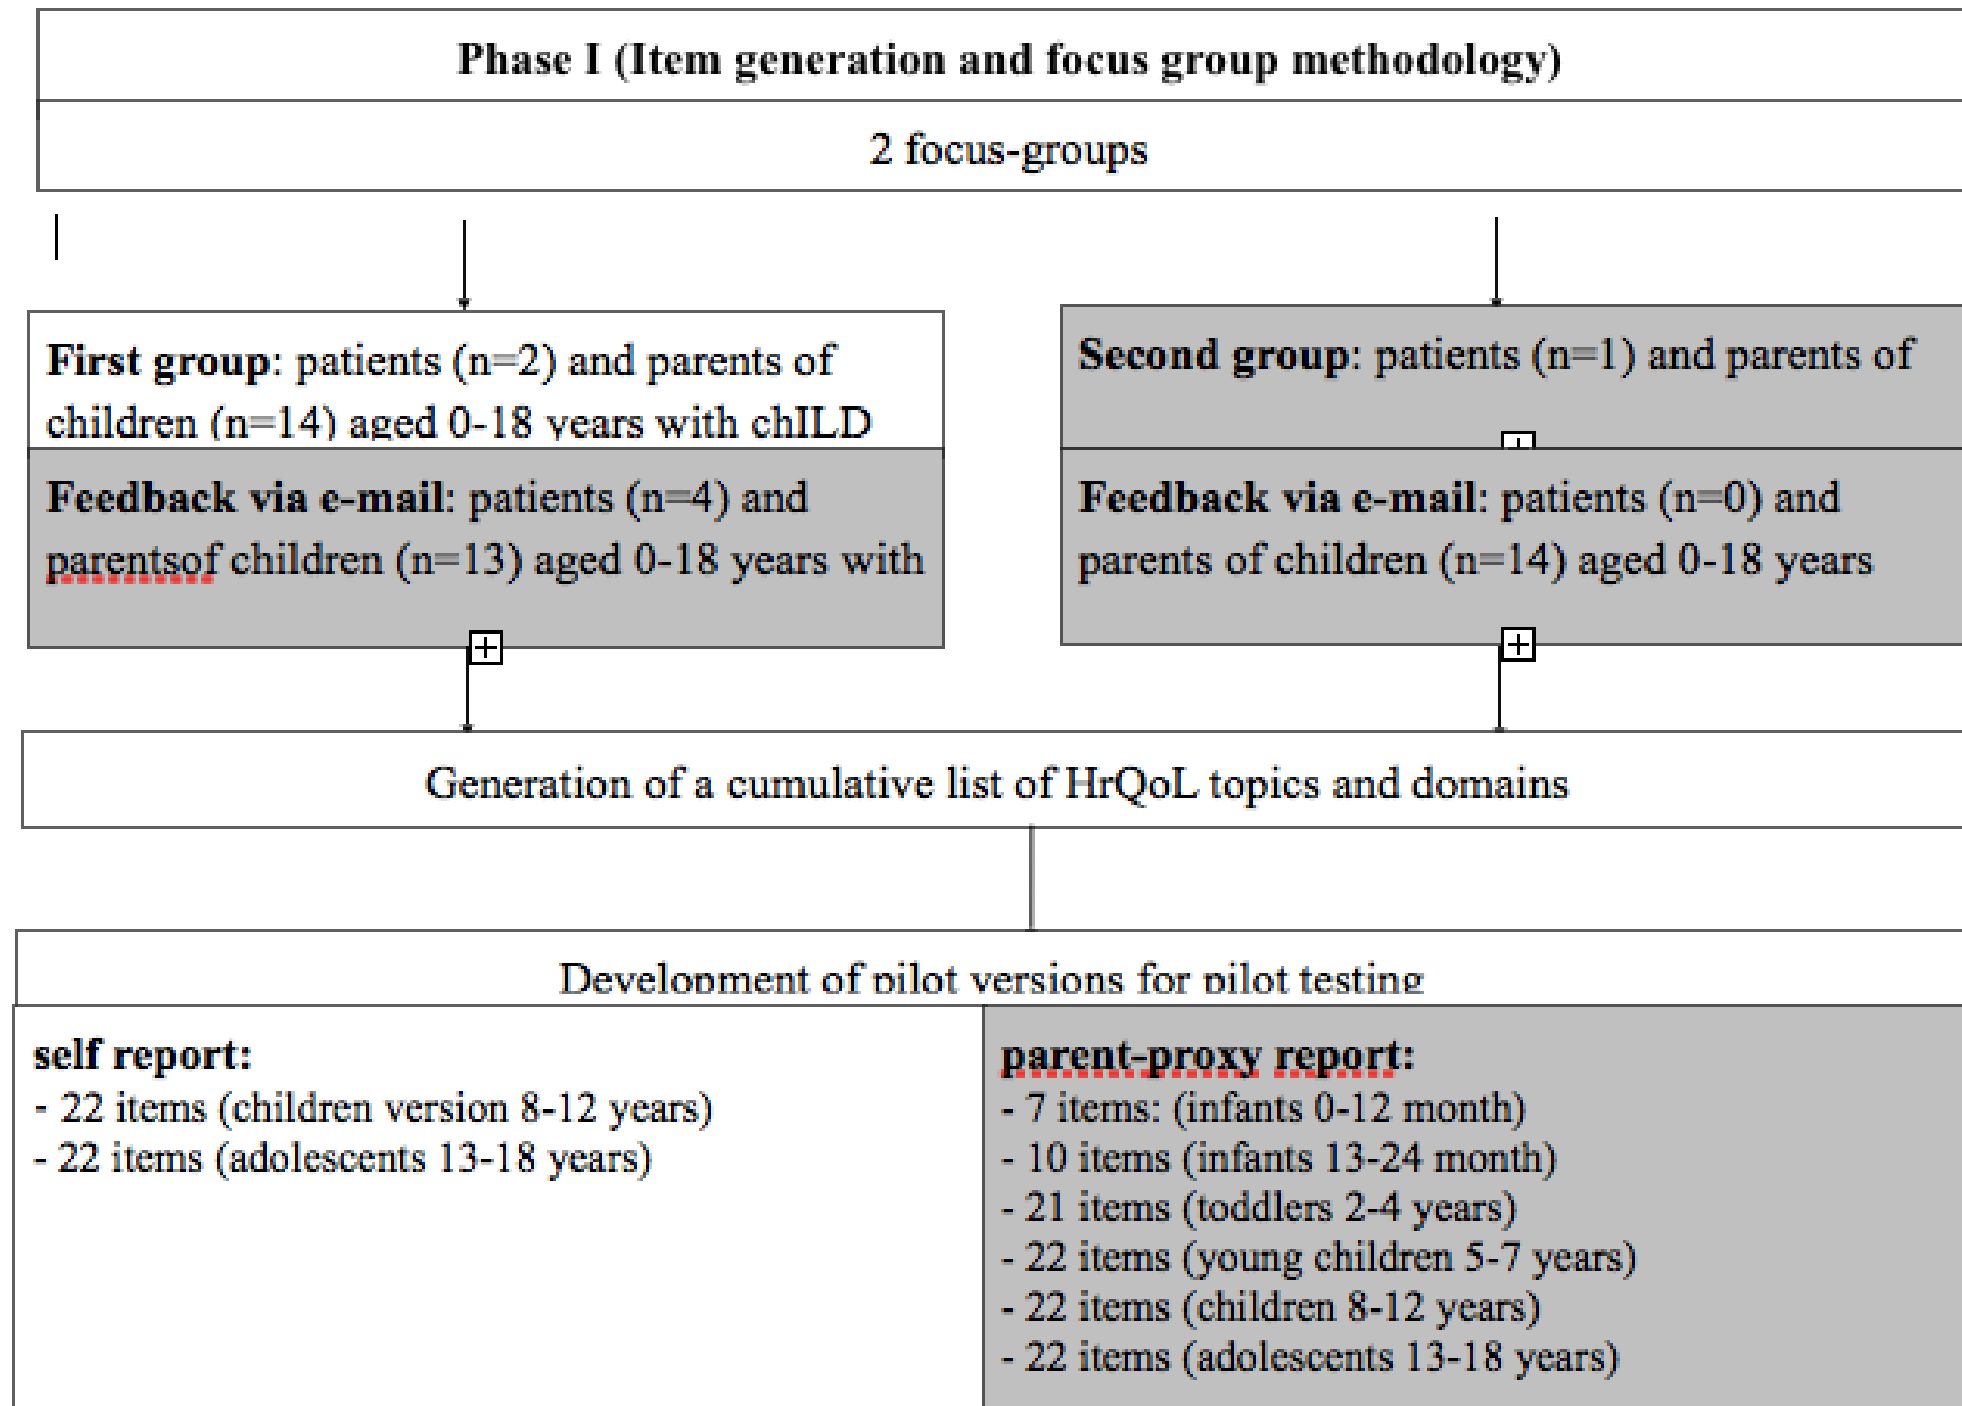 Phase I (Item generation and focus group methodology)
2 focus-groups
First group: patients (n=2) and parents of
children (n=14) aged 0-18 years with chILD
Second group: patients (n=1) and parents of
Feedback via e-mail: patients (n=4) and
parentsof children (n=13) aged 0-18 years with
Feedback via e-mail: patients (n=0) and
parents of children (n=14) aged 0-18 years
Generation of a cumulative list of HrQoL topics and domains
Development of pilot versions for pilot testing
self report:
- 22 items (children version 8-12 years)
- 22 items (adolescents 13-18 years)
parent-proxy report:
- 7 items: (infants 0-12 month)
- 10 items (infants 13-24 month)
- 21 items (toddlers 2-4 years)
- 22 items (young children 5-7 years)
- 22 items (children 8-12 years)
- 22 items (adolescents 13-18 years)